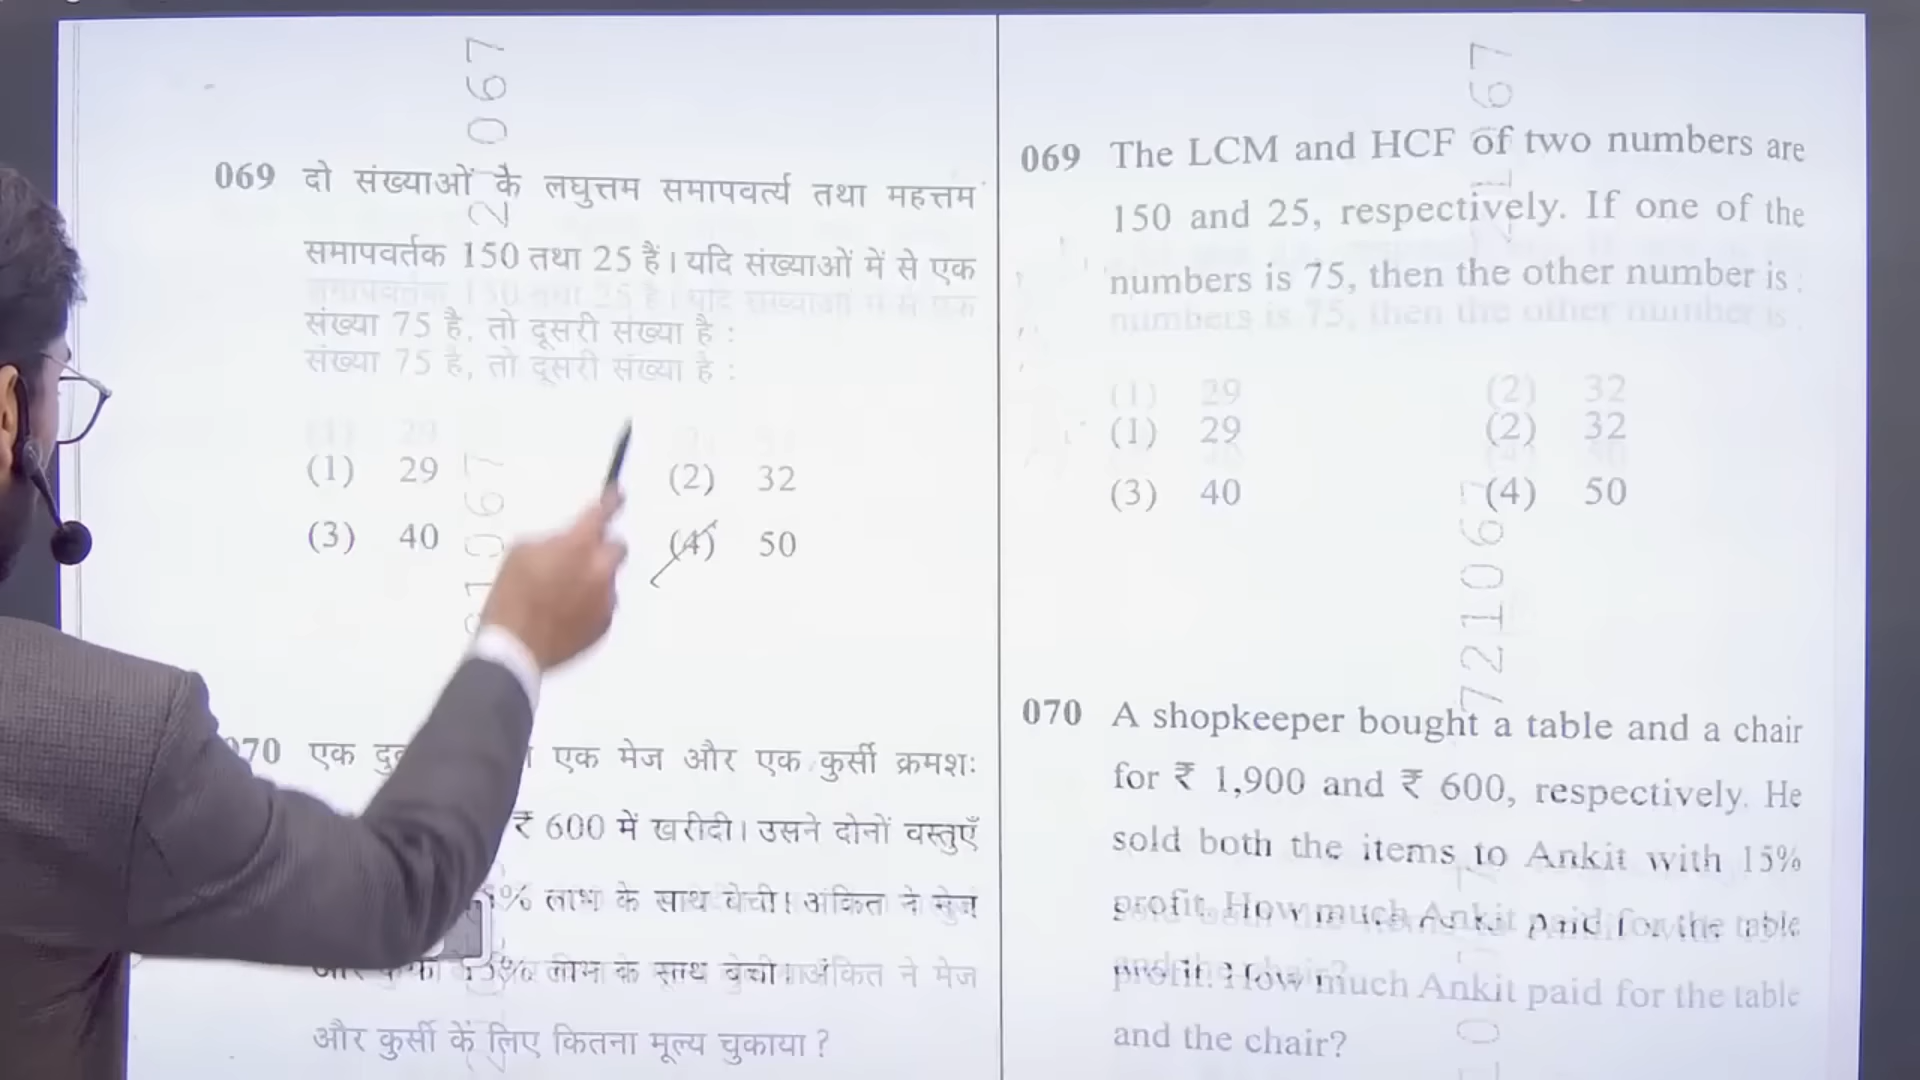 069 दो संख्याओं के लघुत्तम समापवर्त्य तथा महत्तम
समापवर्तक 150 तथा 25 हैं। यदि संख्याओं में से एक
संख्या 75 है, तो दूसरी संख्या है :
(1) 29 (2) 32
(3) 40 (4) 50
070 एक एक मेज और एक कुर्सी क्रमशः
₹ 600 में खरीदी। उसने दोनों वस्तुएँ
% लाभ के साथ बेची। अंकित ने मेज
और कुर्सी के लिए कितना मूल्य चुकाया ?
069 The LCM and HCF of two numbers are
150 and 25, respectively. If one of the
numbers is 75, then the other number is :
(1) 29 (2) 32
(3) 40 (4) 50
070 A shopkeeper bought a table and a chair
for ₹ 1,900 and ₹ 600, respectively. He
sold both the items to Ankit with 15%
profit. How much Ankit paid for the table
and the chair?
721067